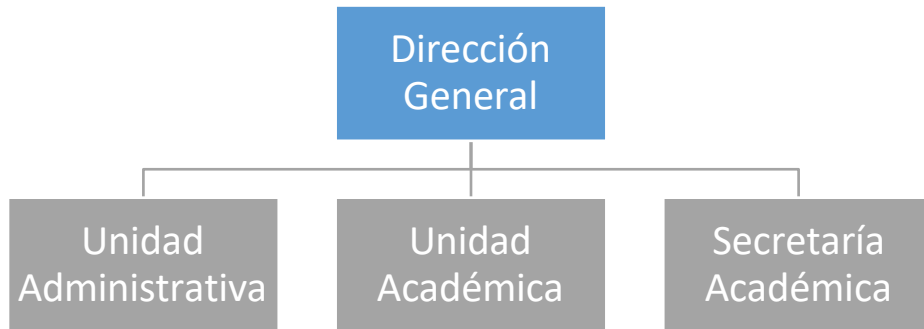 Dirección
General
Unidad
Administrativa
Unidad
Académica
Secretaría
Académica